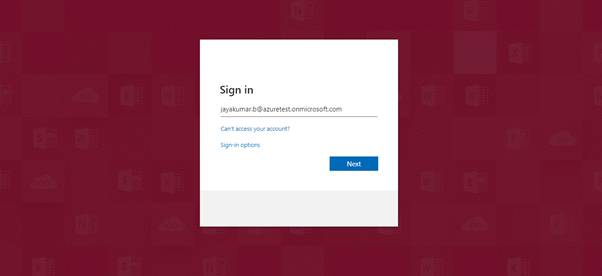 Sign in
jayakumar.b@azuretest.onmicrosoft.com
Can't access your account?
Sign-in options
Next